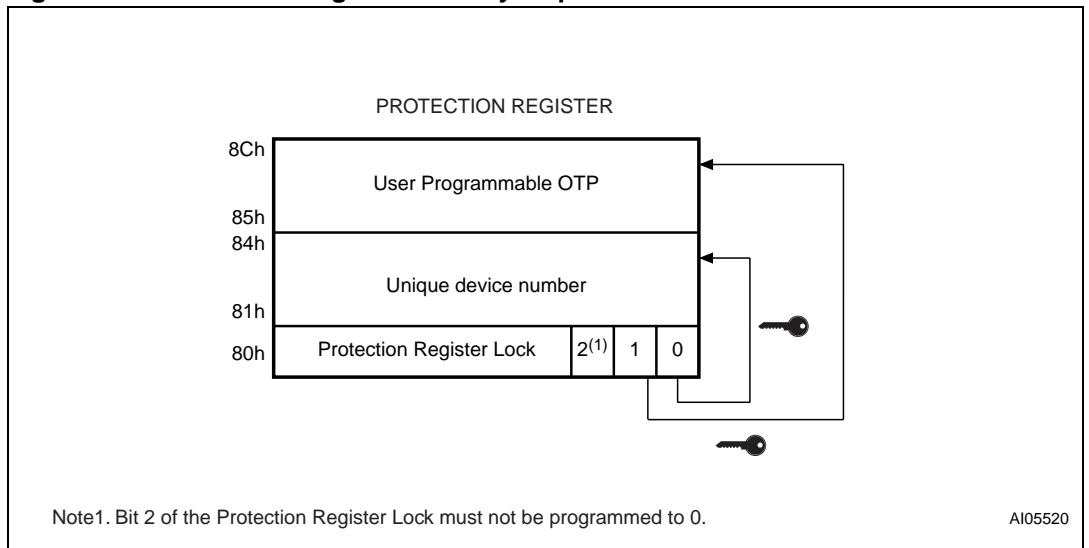 PROTECTION REGISTER
8Ch
User Programmable OTP
85h
84h
Unique device number
81h
80h
Protection Register Lock 2(1) 1 0
Note1. Bit 2 of the Protection Register Lock must not be programmed to 0.
AI05520